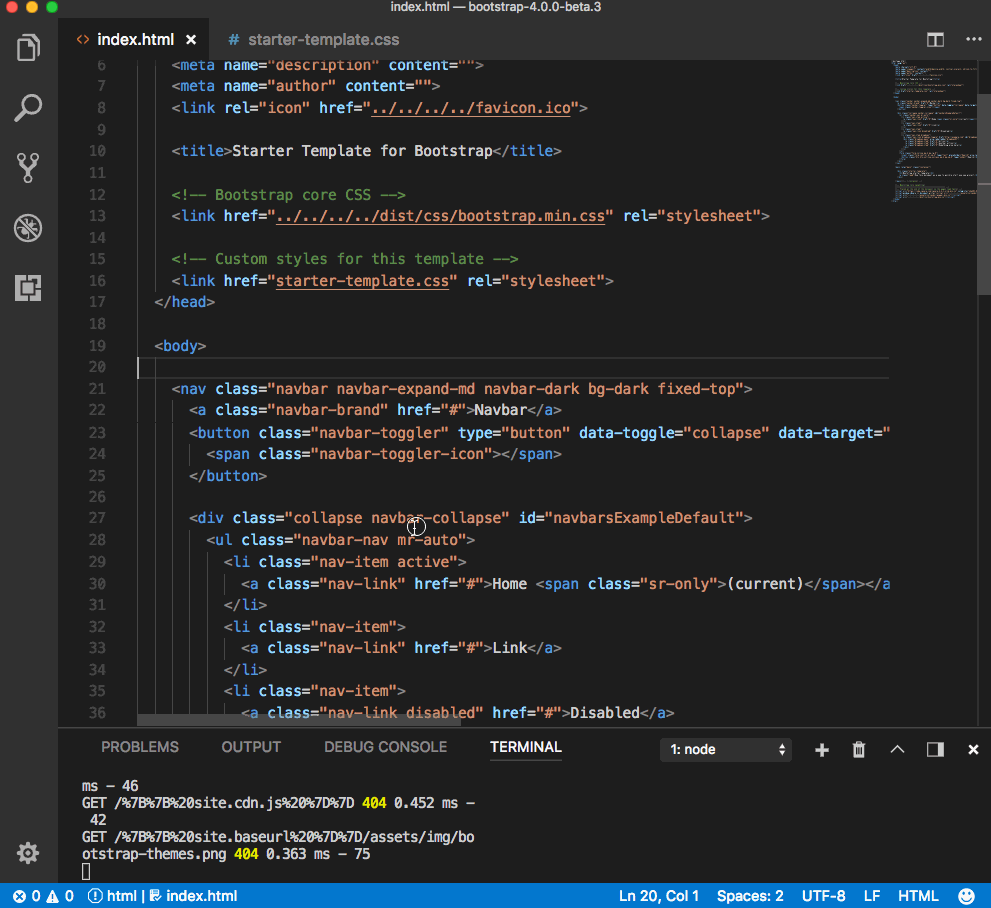 index.html — bootstrap-4.0.0-beta.3
<> index.html × # starter-template.css
6 <meta name="description" content="">
7 <meta name="author" content="">
8 <link rel="icon" href="../../../../favicon.ico">
9
10 <title>Starter Template for Bootstrap</title>
11
12 <!-- Bootstrap core CSS -->
13 <link href="../../../../dist/css/bootstrap.min.css" rel="stylesheet">
14
15 <!-- Custom styles for this template -->
16 <link href="starter-template.css" rel="stylesheet">
17 </head>
18
19 <body>
20
21 <nav class="navbar navbar-expand-md navbar-dark bg-dark fixed-top">
22 <a class="navbar-brand" href="#">Navbar</a>
23 <button class="navbar-toggler" type="button" data-toggle="collapse" data-target="
24 <span class="navbar-toggler-icon"></span>
25 </button>
26
27 <div class="collapse navbar-collapse" id="navbarsExampleDefault">
28 <ul class="navbar-nav mr-auto">
29 <li class="nav-item active">
30 <a class="nav-link" href="#">Home <span class="sr-only">(current)</span></a
31 </li>
32 <li class="nav-item">
33 <a class="nav-link" href="#">Link</a>
34 </li>
35 <li class="nav-item">
36 <a class="nav-link disabled" href="#">Disabled</a>
PROBLEMS OUTPUT DEBUG CONSOLE TERMINAL 1: node
ms - 46
GET /%7B%7B%20site.cdn.js%20%7D%7D 404 0.452 ms -
42
GET /%7B%7B%20site.baseurl%20%7D%7D/assets/img/bo
otstrap-themes.png 404 0.363 ms - 75
0 0 html | index.html Ln 20, Col 1 Spaces: 2 UTF-8 LF HTML